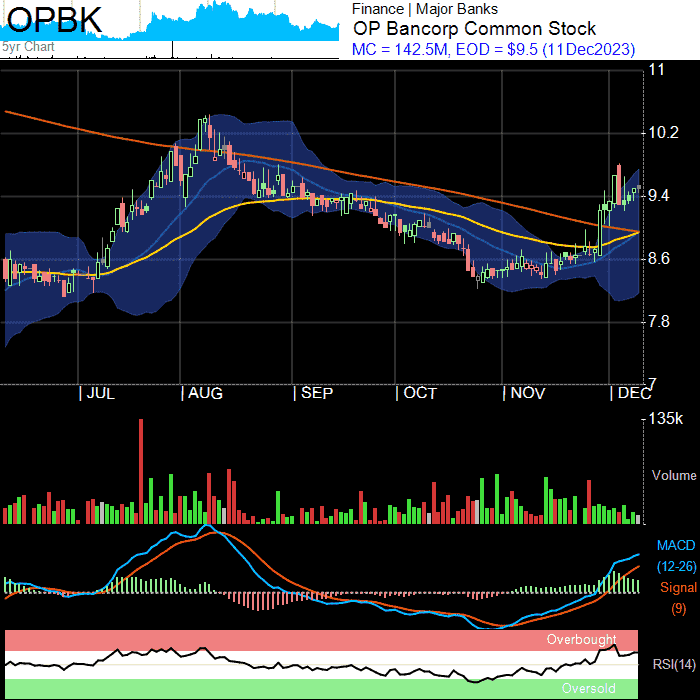 OPBK
5yr Chart
Finance | Major Banks
OP Bancorp Common Stock
MC = 142.5M, EOD = $9.5 (11Dec2023)
11
10.2
9.4
8.6
7.8
7
| JUL | AUG | SEP | OCT | NOV | DEC
135k
Volume
MACD
(12-26)
Signal
(9)
Overbought
RSI(14)
Oversold